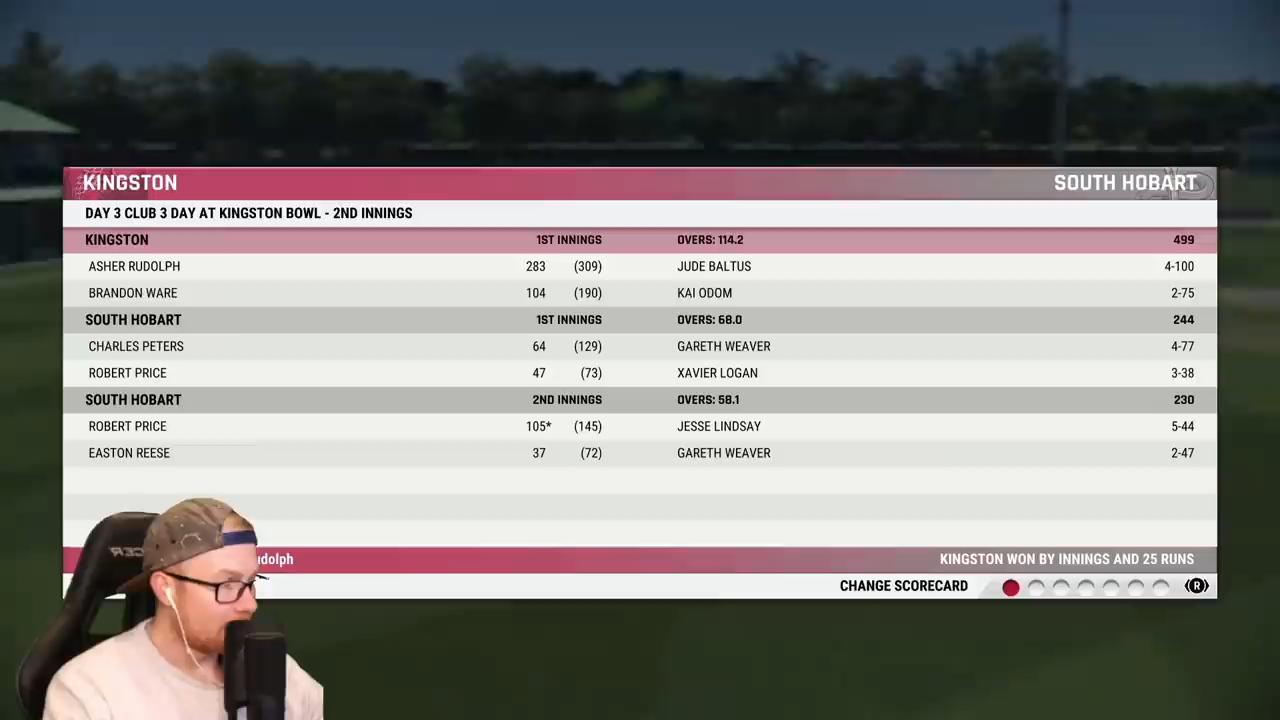 KINGSTON SOUTH HOBART
DAY 3 CLUB 3 DAY AT KINGSTON BOWL - 2ND INNINGS
KINGSTON 1ST INNINGS OVERS: 114.2 499
ASHER RUDOLPH 283 (309) JUDE BALTUS 4-100
BRANDON WARE 104 (190) KAI ODOM 2-75
SOUTH HOBART 1ST INNINGS OVERS: 68.0 244
CHARLES PETERS 64 (129) GARETH WEAVER 4-77
ROBERT PRICE 47 (73) XAVIER LOGAN 3-38
SOUTH HOBART 2ND INNINGS OVERS: 58.1 230
ROBERT PRICE 105* (145) JESSE LINDSAY 5-44
EASTON REESE 37 (72) GARETH WEAVER 2-47
udolph KINGSTON WON BY INNINGS AND 25 RUNS
CHANGE SCORECARD R